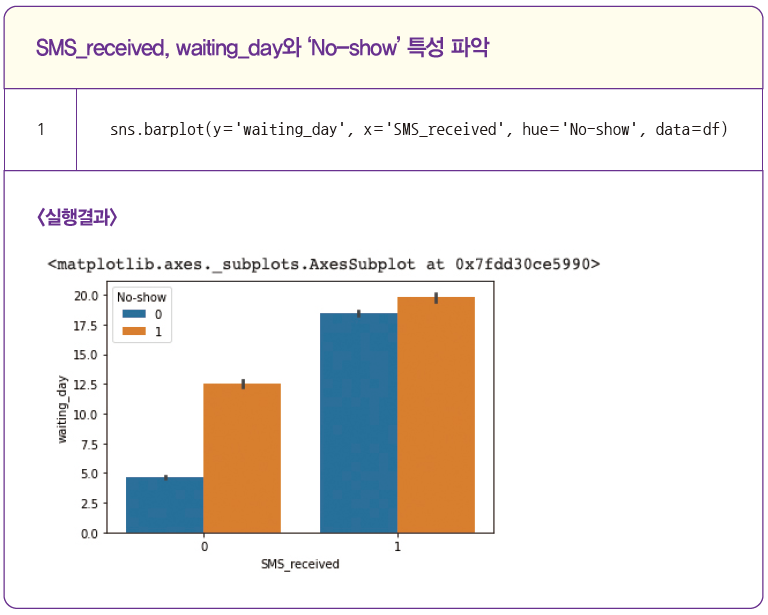 SMS_received, waiting_day와 ‘No-show’ 특성 파악
1 sns.barplot(y='waiting_day', x='SMS_received', hue='No-show', data=df)
<실행결과>
<matplotlib.axes._subplots.AxesSubplot at 0x7fdd30ce5990>
No-show
0
1
20.0
17.5
15.0
12.5
10.0
7.5
5.0
2.5
0.0
waiting_day
0 1
SMS_received